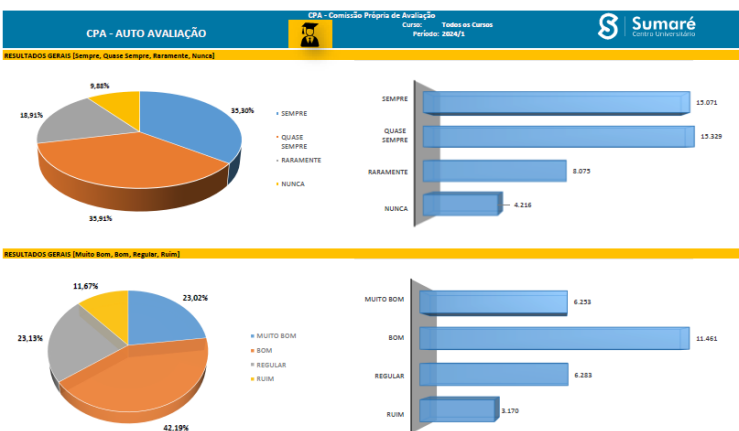 CPA - AUTO AVALIAÇÃO
CPA - Comissão Própria de Avaliação
Curso: Todos os Cursos
Período: 2024/1
Sumaré
Centro Universitário
RESULTADOS GERAIS [Sempre, Quase Sempre, Raramente, Nunca]
9,88%
18,91%
35,30%
35,91%
SEMPRE
QUASE
SEMPRE
RARAMENTE
NUNCA
SEMPRE
15.071
QUASE
SEMPRE
15.329
RARAMENTE
8.075
NUNCA
4.216
RESULTADOS GERAIS [Muito Bom, Bom, Regular, Ruim]
11,67%
23,02%
23,13%
42,19%
MUITO BOM
BOM
REGULAR
RUIM
MUITO BOM
6.253
BOM
11.461
REGULAR
6.283
RUIM
3.170